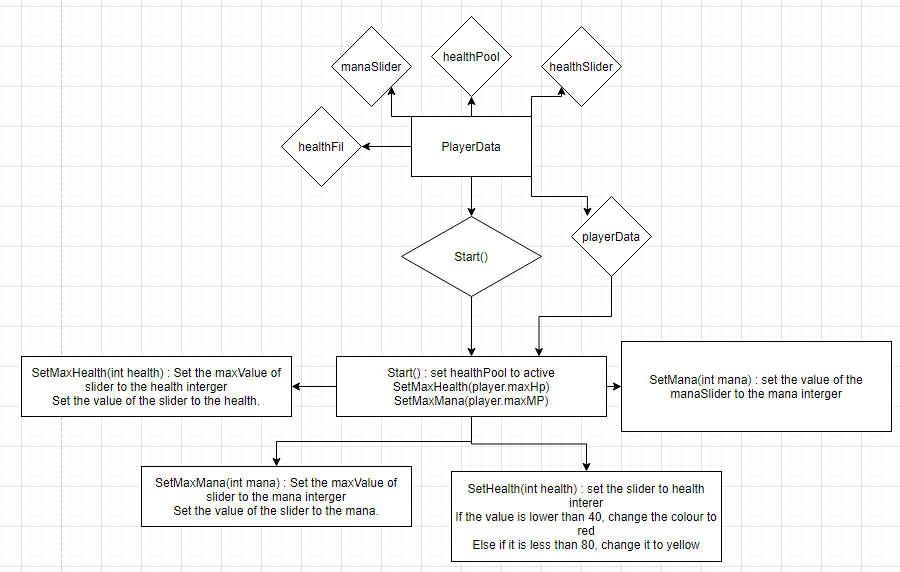 healthPool
manaSlider
healthSlider
healthFil
PlayerData
playerData
Start()
SetMaxHealth(int health) : Set the maxValue of
slider to the health interger
Set the value of the slider to the health.
Start() : set healthPool to active
SetMaxHealth(player.maxHp)
SetMaxMana(player.maxMP)
SetMana(int mana) : set the value of the
manaSlider to the mana interger
SetMaxMana(int mana) : Set the maxValue of
slider to the mana interger
Set the value of the slider to the mana.
SetHealth(int health) : set the slider to health
interer
If the value is lower than 40, change the colour to
red
Else if it is less than 80, change it to yellow